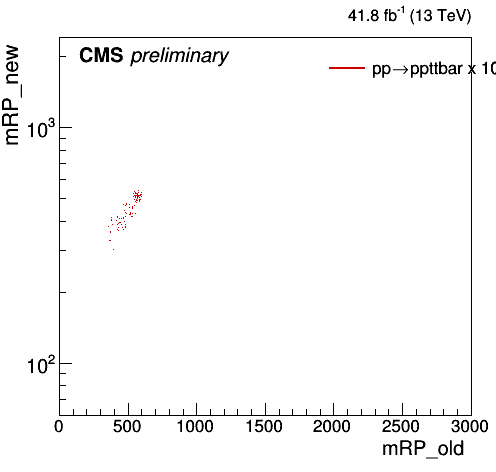 41.8 fb⁻¹ (13 TeV)
CMS preliminary
pp→ppttbar x 10
mRP_new
10³
10²
0 500 1000 1500 2000 2500 3000
mRP_old